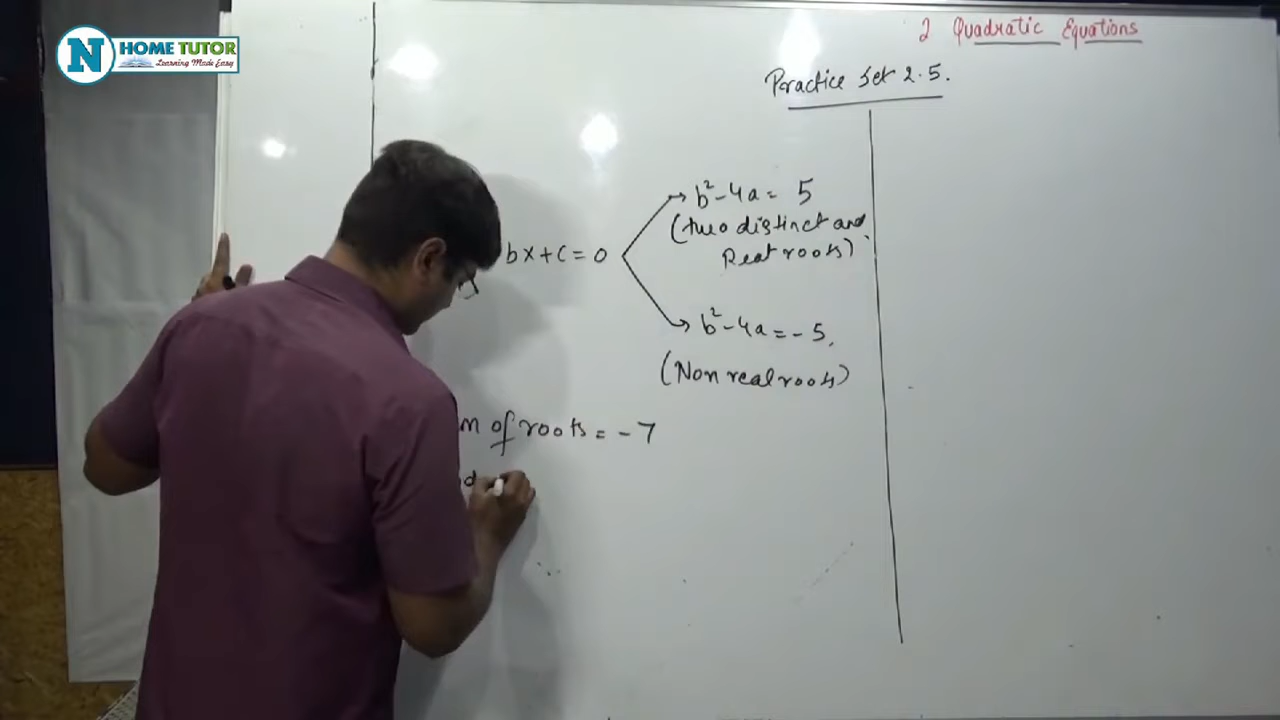 N HOME TUTOR
Learning Made Easy
2 Quadratic Equations
Practice Set 2.5.
b²-4a = 5
(two distinct and
Real roots)
bx+c=0
b²-4a = -5.
(Non real roots)
of roots = -7